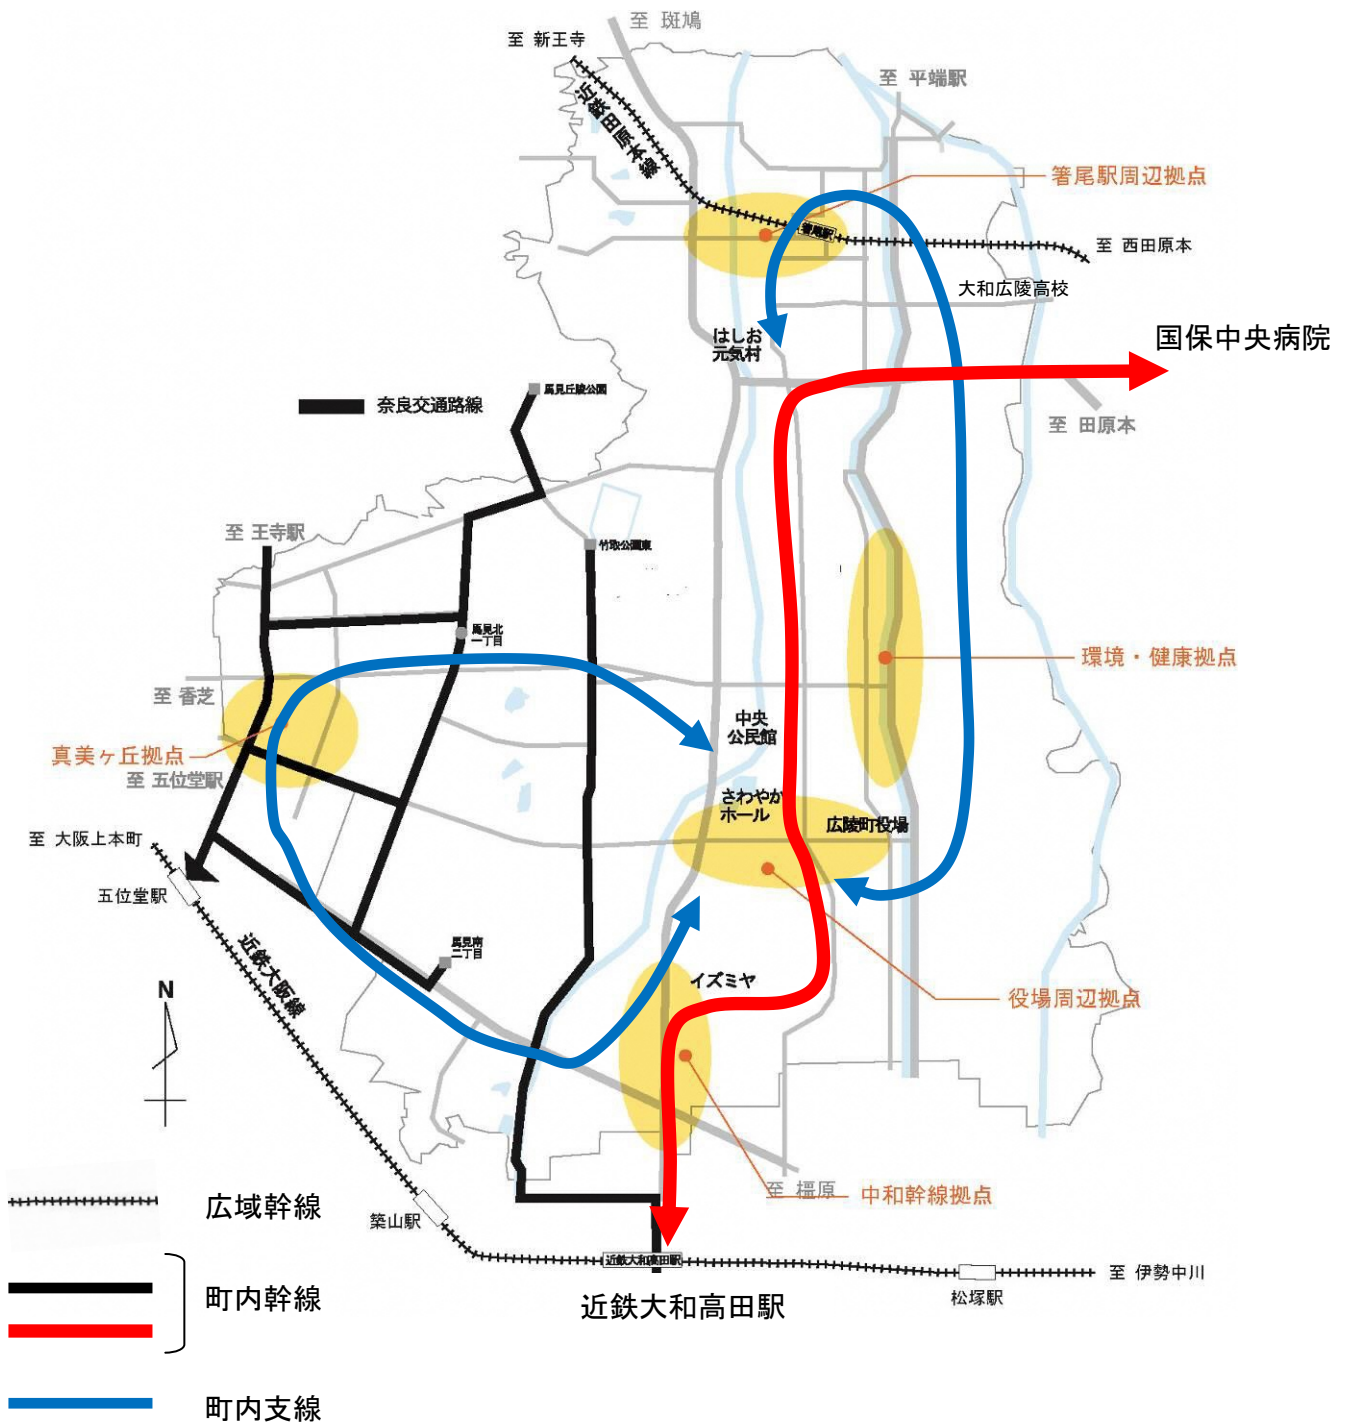 至 斑鳩
至 新王寺
至 平端駅
近鉄田原本線
箸尾駅周辺拠点
箸尾駅
至 西田原本
大和広陵高校
はしお
元気村
国保中央病院
馬見丘陵公園
奈良交通路線
至 田原本
至 王寺駅
竹取公園東
馬見北
一丁目
環境・健康拠点
至 香芝
中央
公民館
真美ヶ丘拠点
至 五位堂駅
さわやか
ホール
広陵町役場
至 大阪上本町
五位堂駅
馬見南
二丁目
近鉄大阪線
イズミヤ
N
役場周辺拠点
至 橿原
中和幹線拠点
広域幹線
築山駅
近鉄大和高田駅
至 伊勢中川
松塚駅
町内幹線
近鉄大和高田駅
町内支線